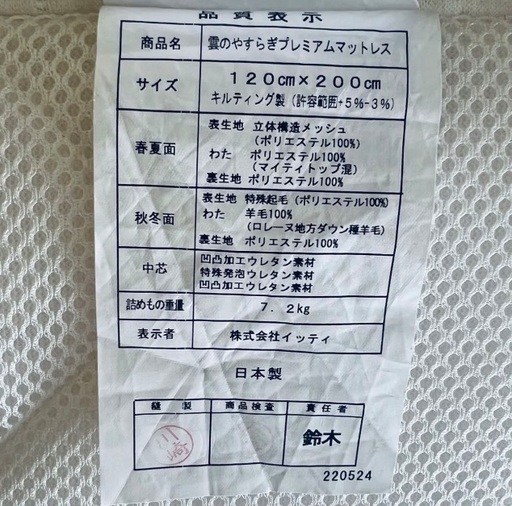 品質表示
商品名 雲のやすらぎプレミアムマットレス
サイズ 120cm×200cm
キルティング製（許容範囲+5%-3%）
春夏面 表生地 立体構造メッシュ
（ポリエステル100%）
わた ポリエステル100%
（マイティトップ混）
裏生地 ポリエステル100%
秋冬面 表生地 特殊起毛（ポリエステル100%）
わた 羊毛100%
（ロレーヌ地方ダウン種羊毛）
裏生地 ポリエステル100%
中芯 凹凸加工ウレタン素材
特殊発泡ウレタン素材
凹凸加工ウレタン素材
詰めもの重量 7.2kg
表示者 株式会社イッティ
日本製
縫製 商品検査 責任者
川崎 鈴木
220524